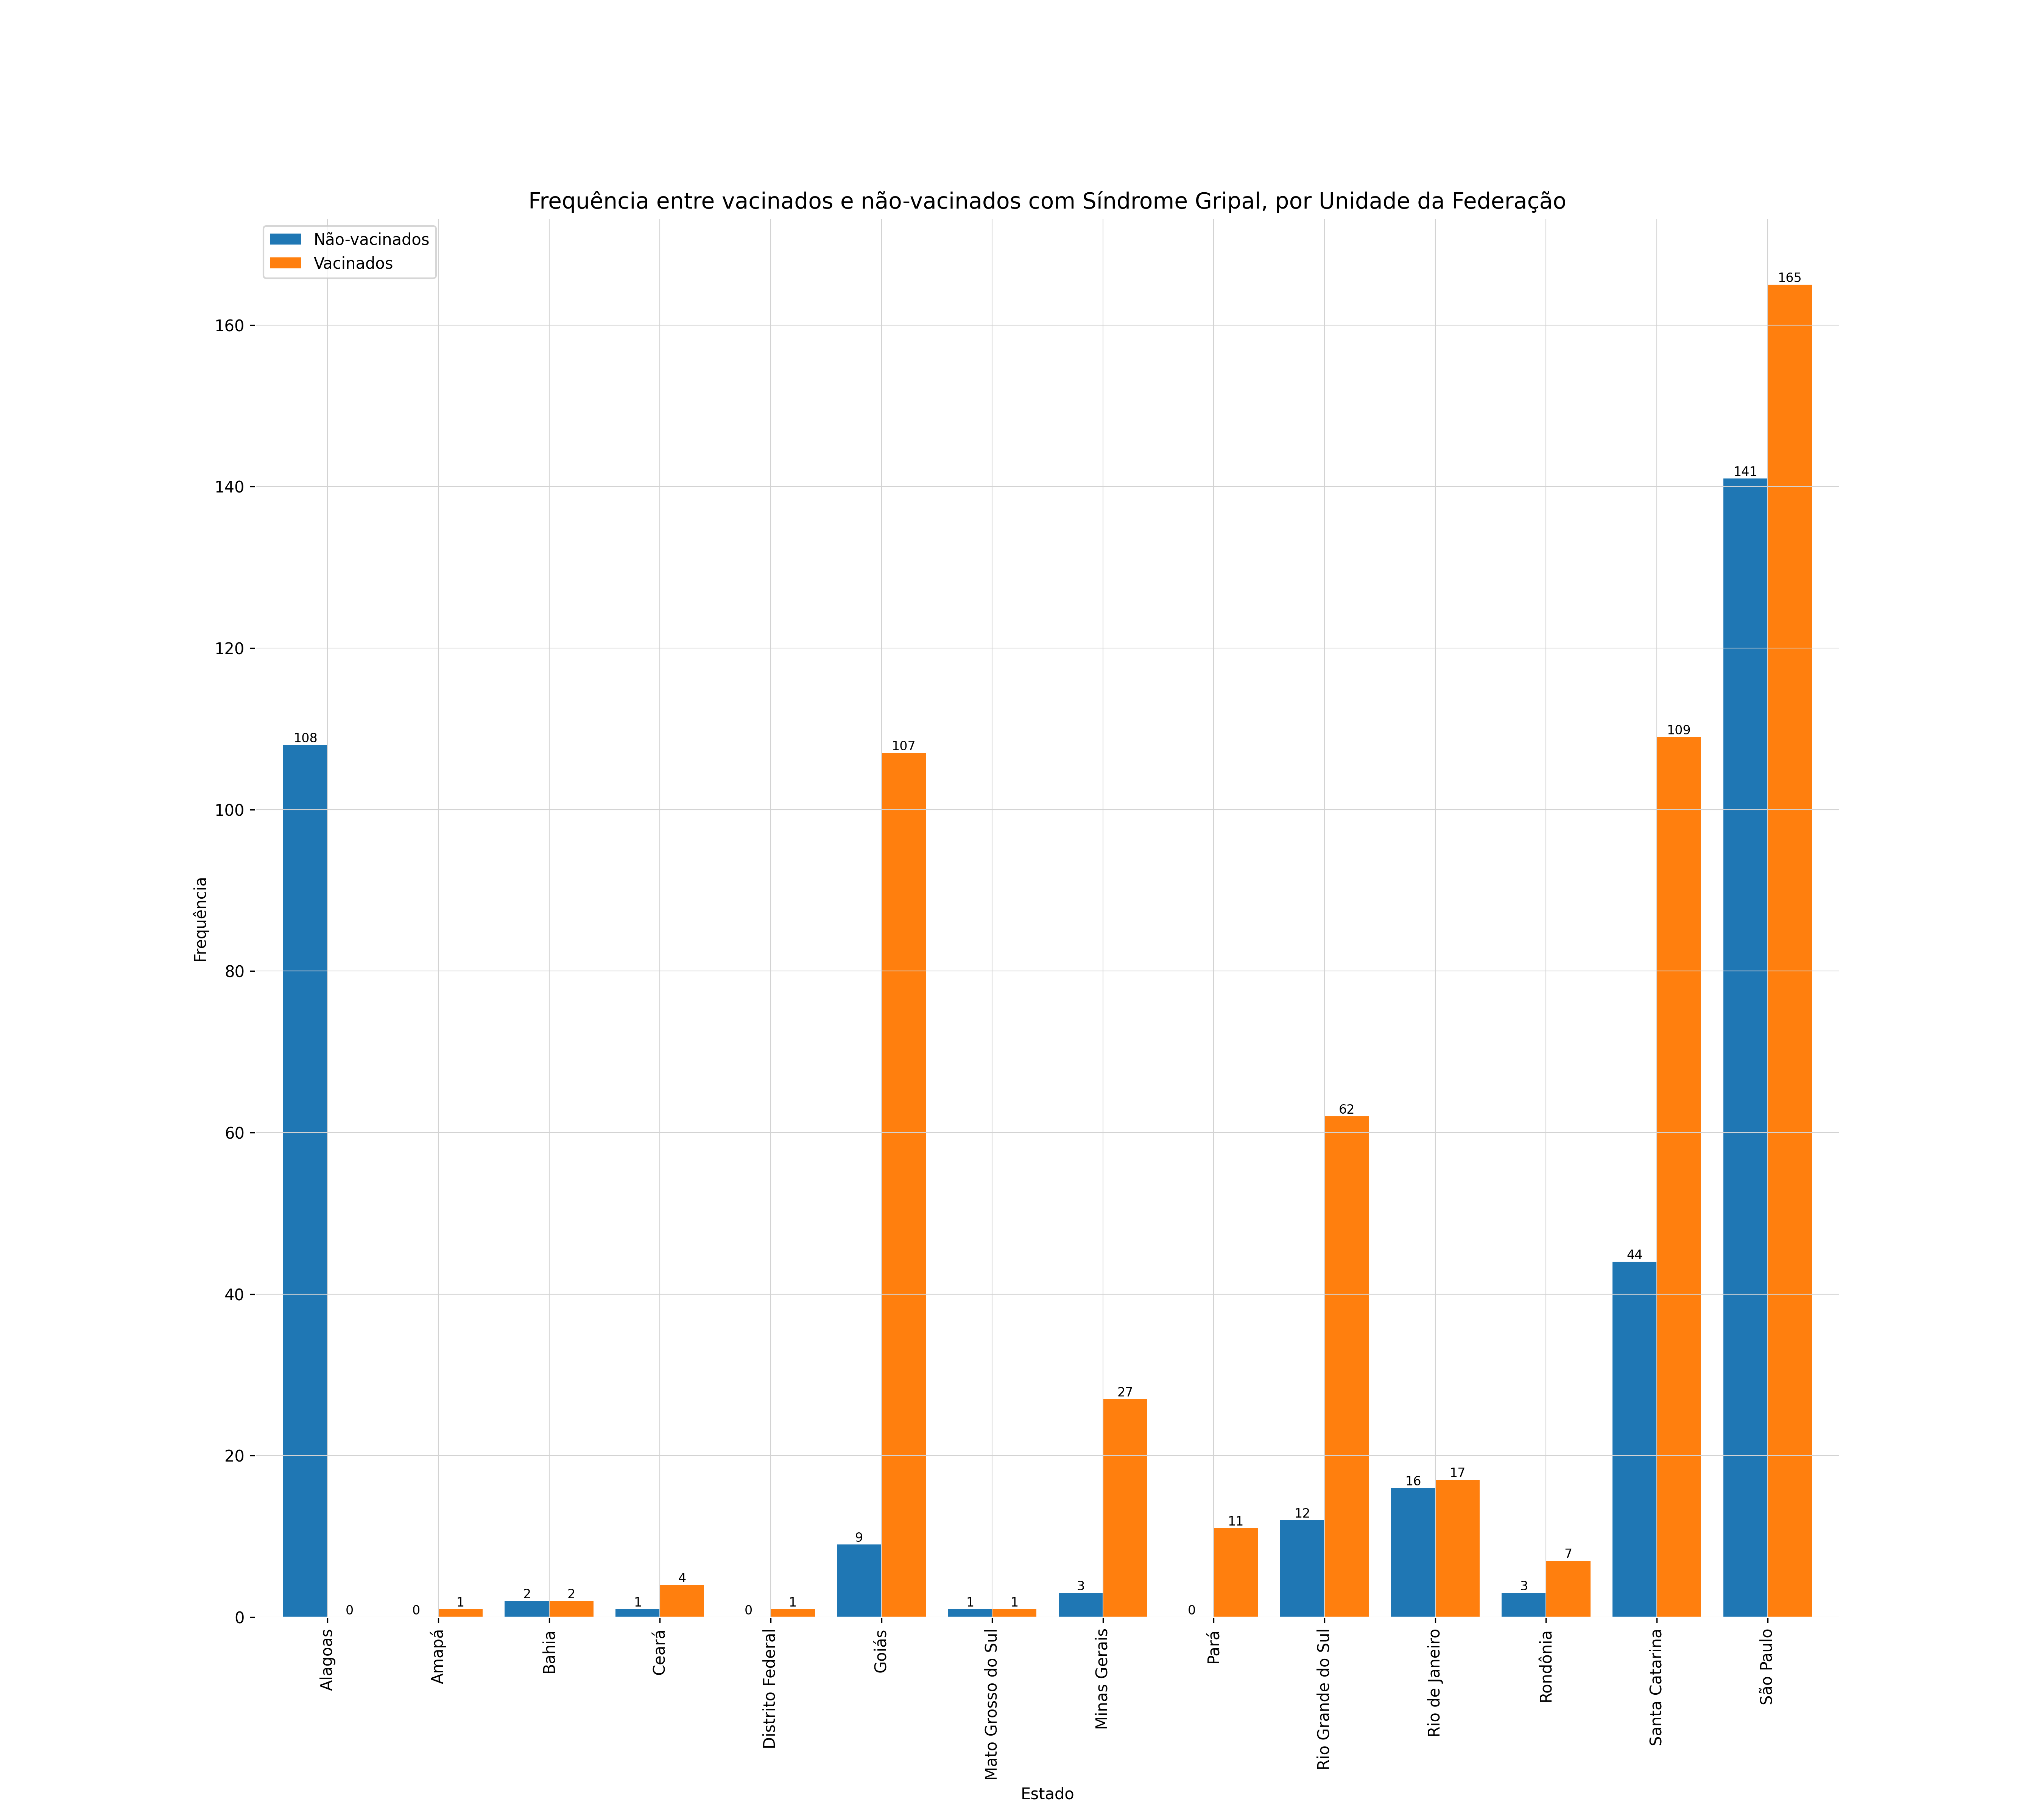 Frequência entre vacinados e não-vacinados com Síndrome Gripal, por Unidade da Federação
Não-vacinados
Vacinados
Frequência
160
140
120
100
80
60
40
20
0
108
0
0
1
2
2
1
4
0
1
9
107
1
1
3
27
0
11
12
62
16
17
3
7
44
109
141
165
Alagoas
Amapá
Bahia
Ceará
Distrito Federal
Goiás
Mato Grosso do Sul
Minas Gerais
Pará
Rio Grande do Sul
Rio de Janeiro
Rondônia
Santa Catarina
São Paulo
Estado